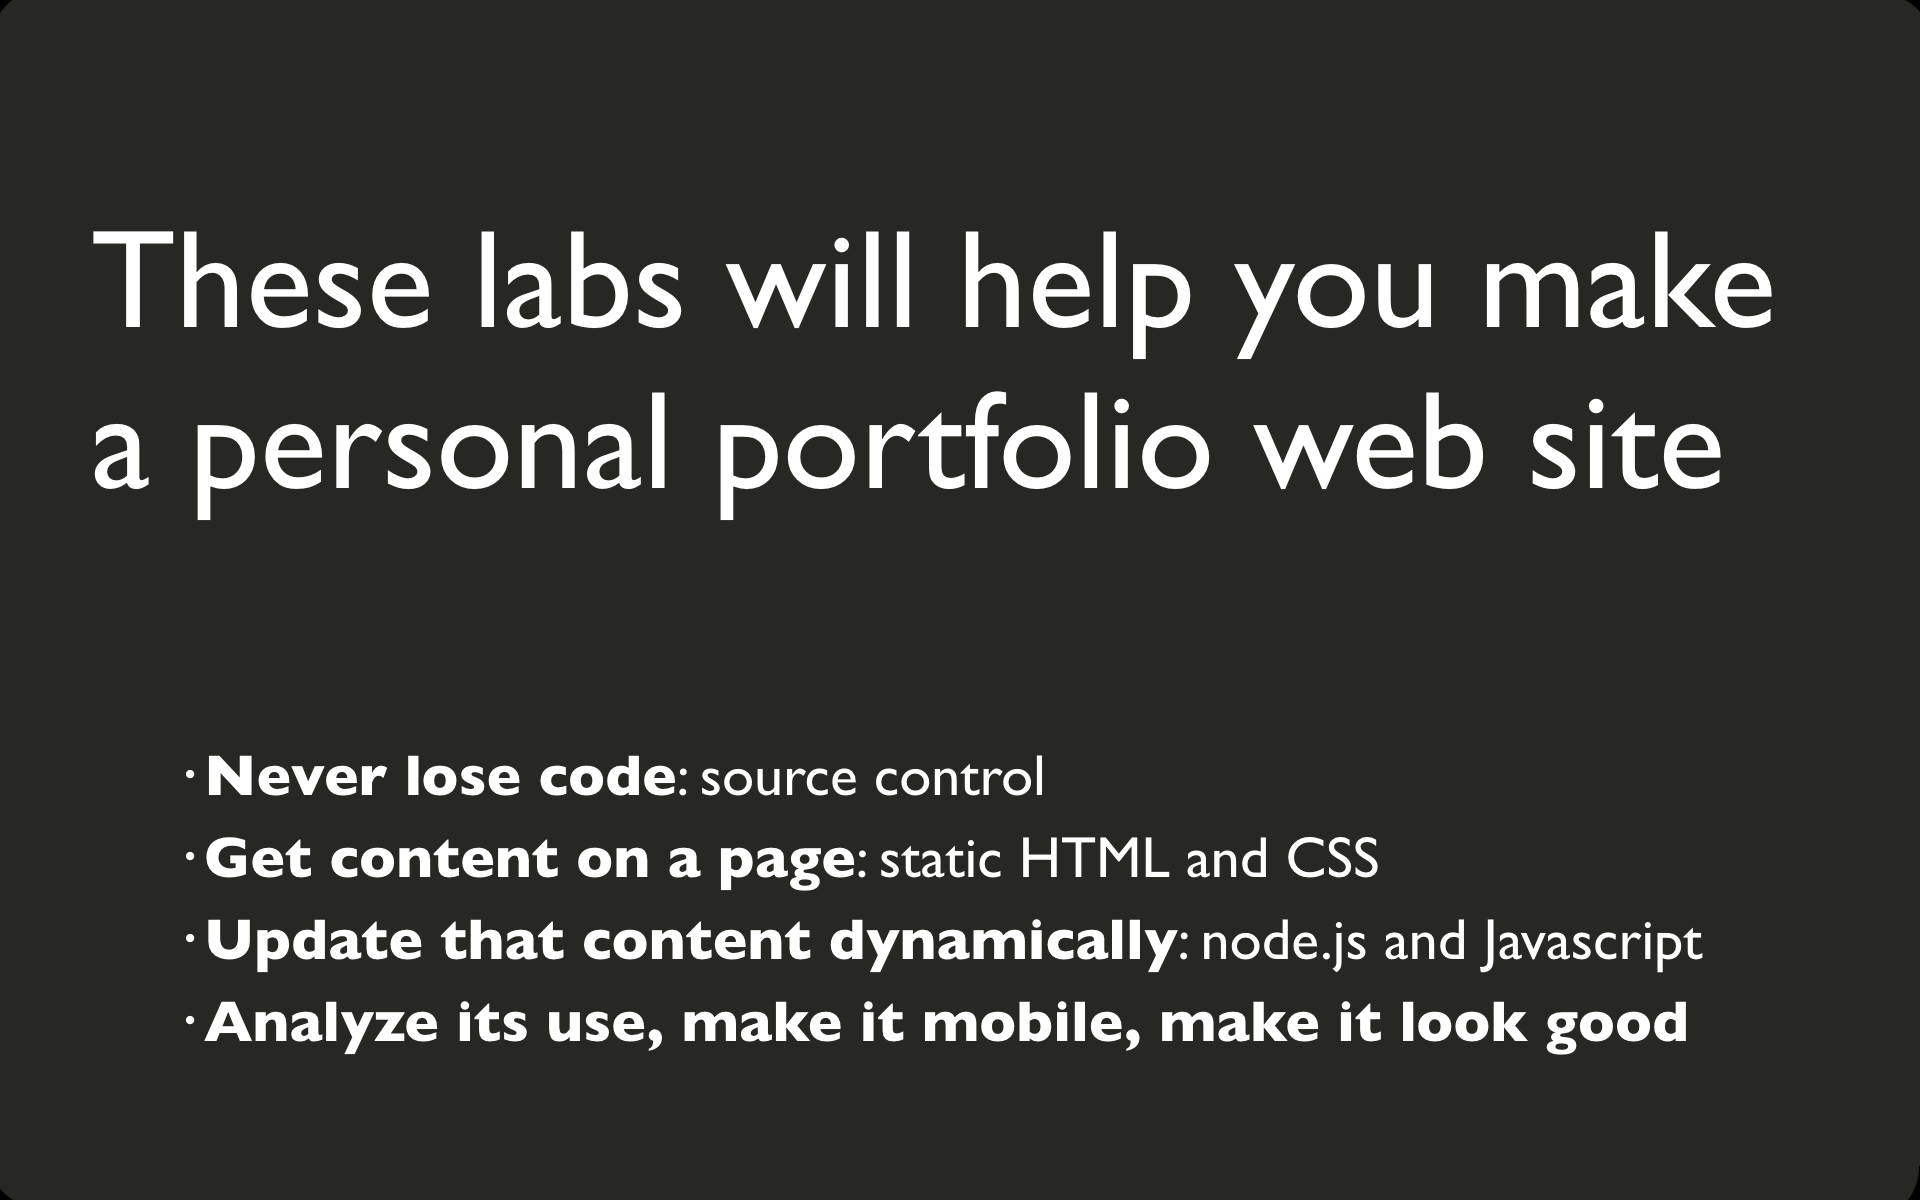 These labs will help you make
a personal portfolio web site
· Never lose code: source control
· Get content on a page: static HTML and CSS
· Update that content dynamically: node.js and Javascript
· Analyze its use, make it mobile, make it look good